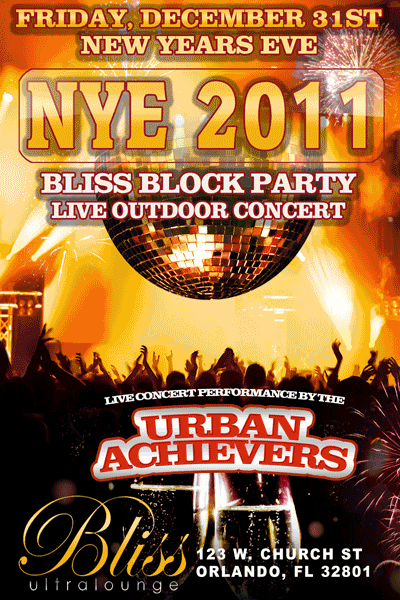 FRIDAY, DECEMBER 31ST
NEW YEARS EVE
NYE 2011
BLISS BLOCK PARTY
LIVE OUTDOOR CONCERT
LIVE CONCERT PERFORMANCE BY THE
URBAN
ACHIEVERS
Bliss
ultralounge
123 W. CHURCH ST
ORLANDO, FL 32801